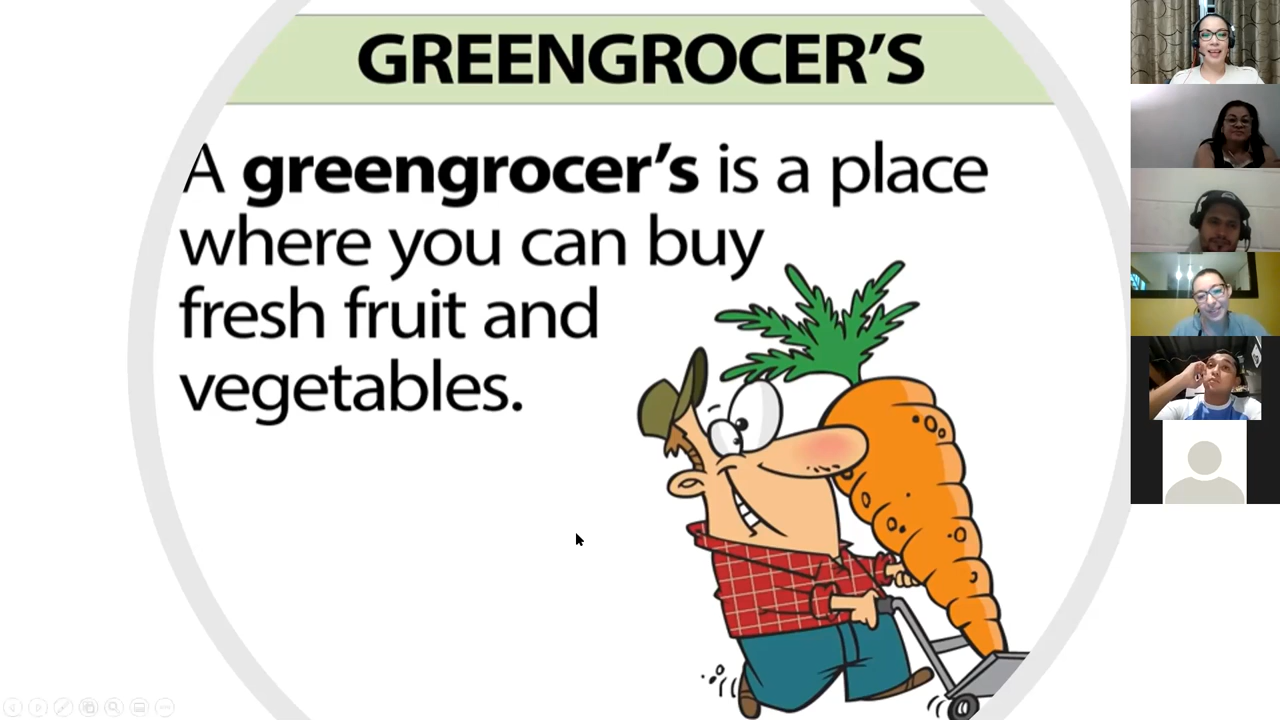 GREENGROCER’S
A greengrocer’s is a place
where you can buy
fresh fruit and
vegetables.